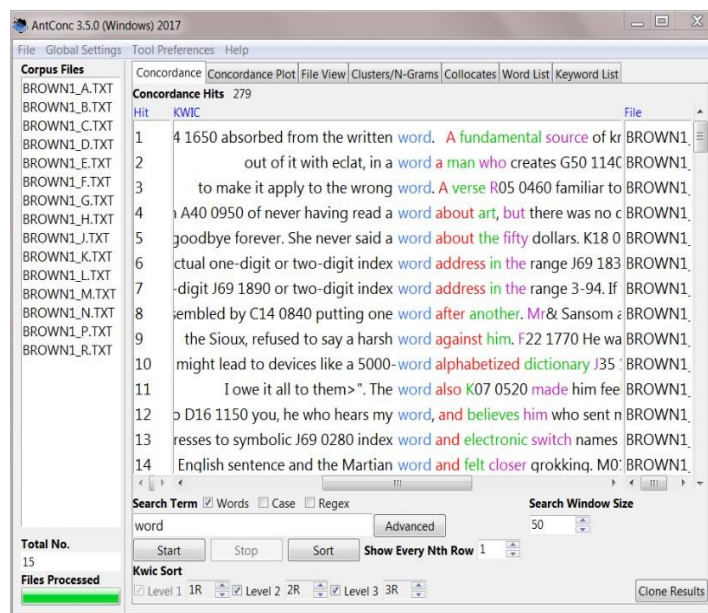 AntConc 3.5.0 (Windows) 2017
File Global Settings Tool Preferences Help
Corpus Files
BROWN1_A.TXT
BROWN1_B.TXT
BROWN1_C.TXT
BROWN1_D.TXT
BROWN1_E.TXT
BROWN1_F.TXT
BROWN1_G.TXT
BROWN1_H.TXT
BROWN1_J.TXT
BROWN1_K.TXT
BROWN1_L.TXT
BROWN1_M.TXT
BROWN1_N.TXT
BROWN1_P.TXT
BROWN1_R.TXT
Total No.
15
Files Processed
Concordance Concordance Plot File View Clusters/N-Grams Collocates Word List Keyword List
Concordance Hits 279
Hit KWIC File
1 4 1650 absorbed from the written word. A fundamental source of kr BROWN1_
2 out of it with eclat, in a word a man who creates G50 1140 BROWN1_
3 to make it apply to the wrong word. A verse R05 0460 familiar to BROWN1_
4 A40 0950 of never having read a word about art, but there was no c BROWN1_
5 goodbye forever. She never said a word about the fifty dollars. K18 0 BROWN1_
6 ctual one-digit or two-digit index word address in the range J69 183 BROWN1_
7 -digit J69 1890 or two-digit index word address in the range 3-94. If BROWN1_
8 sembled by C14 0840 putting one word after another. Mr& Sansom a BROWN1_
9 the Sioux, refused to say a harsh word against him. F22 1770 He wa BROWN1_
10 might lead to devices like a 5000-word alphabetized dictionary J35 BROWN1_
11 I owe it all to them>". The word also K07 0520 made him fee BROWN1_
12 o D16 1150 you, he who hears my word, and believes him who sent m BROWN1_
13 resses to symbolic J69 0280 index word and electronic switch names BROWN1_
14 English sentence and the Martian word and felt closer grokking. M0 BROWN1_
Search Term Words Case Regex Search Window Size
word Advanced 50
Start Stop Sort Show Every Nth Row 1
Kwic Sort
Level 1 1R Level 2 2R Level 3 3R Clone Results